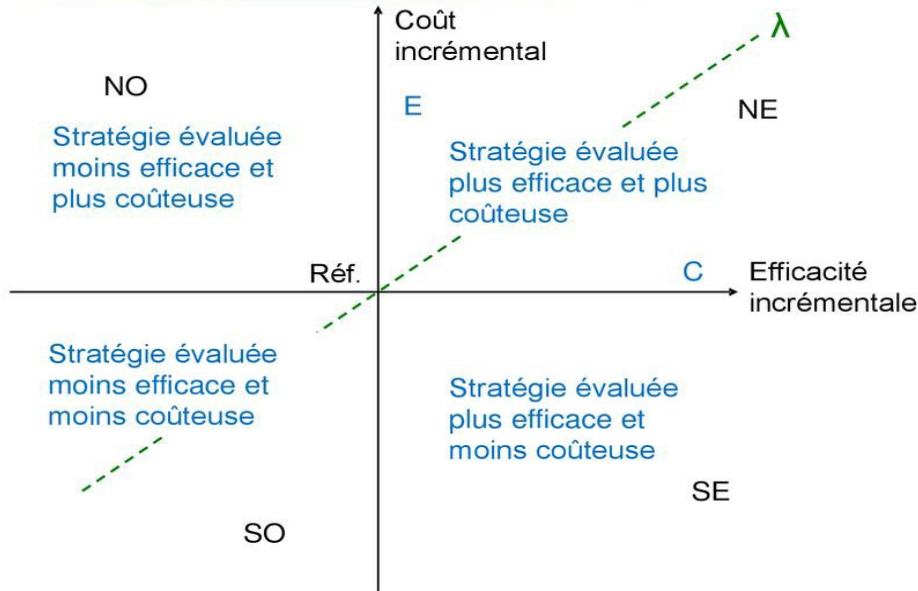 Coût
incrémental
λ
NO
E
NE
Stratégie évaluée
moins efficace et
plus coûteuse
Stratégie évaluée
plus efficace et plus
coûteuse
Réf.
C
Efficacité
incrémentale
Stratégie évaluée
moins efficace et
moins coûteuse
Stratégie évaluée
plus efficace et
moins coûteuse
SE
SO